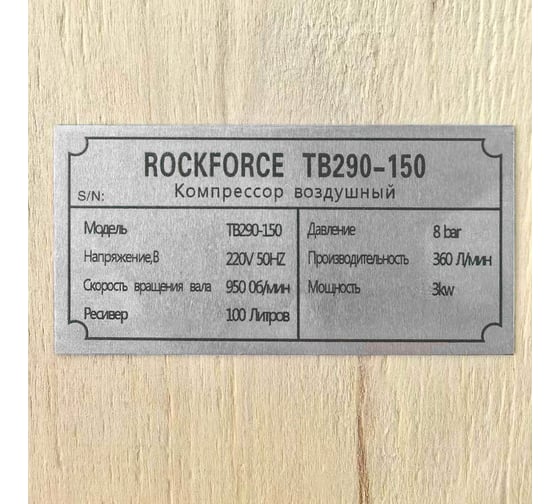 ROCKFORCE TB290-150
Компрессор воздушный
S/N:
Модель TB290-150
Напряжение,В 220V 50HZ
Скорость вращения вала 950 Об/мин
Ресивер 100 Литров
Давление 8 bar
Производительность 360 Л/мин
Мощность 3kw